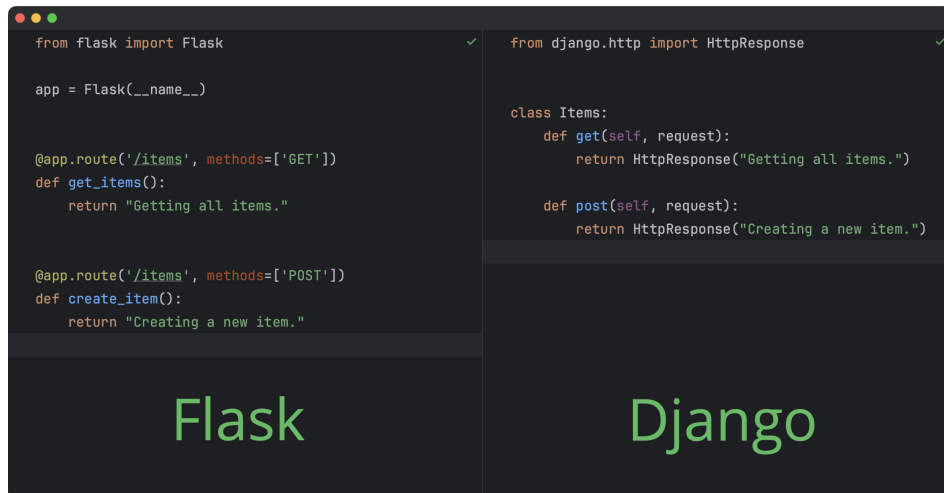 from flask import Flask
app = Flask(__name__)
@app.route('/items', methods=['GET'])
def get_items():
return "Getting all items."
@app.route('/items', methods=['POST'])
def create_item():
return "Creating a new item."
Flask
from django.http import HttpResponse
class Items:
def get(self, request):
return HttpResponse("Getting all items.")
def post(self, request):
return HttpResponse("Creating a new item.")
Django